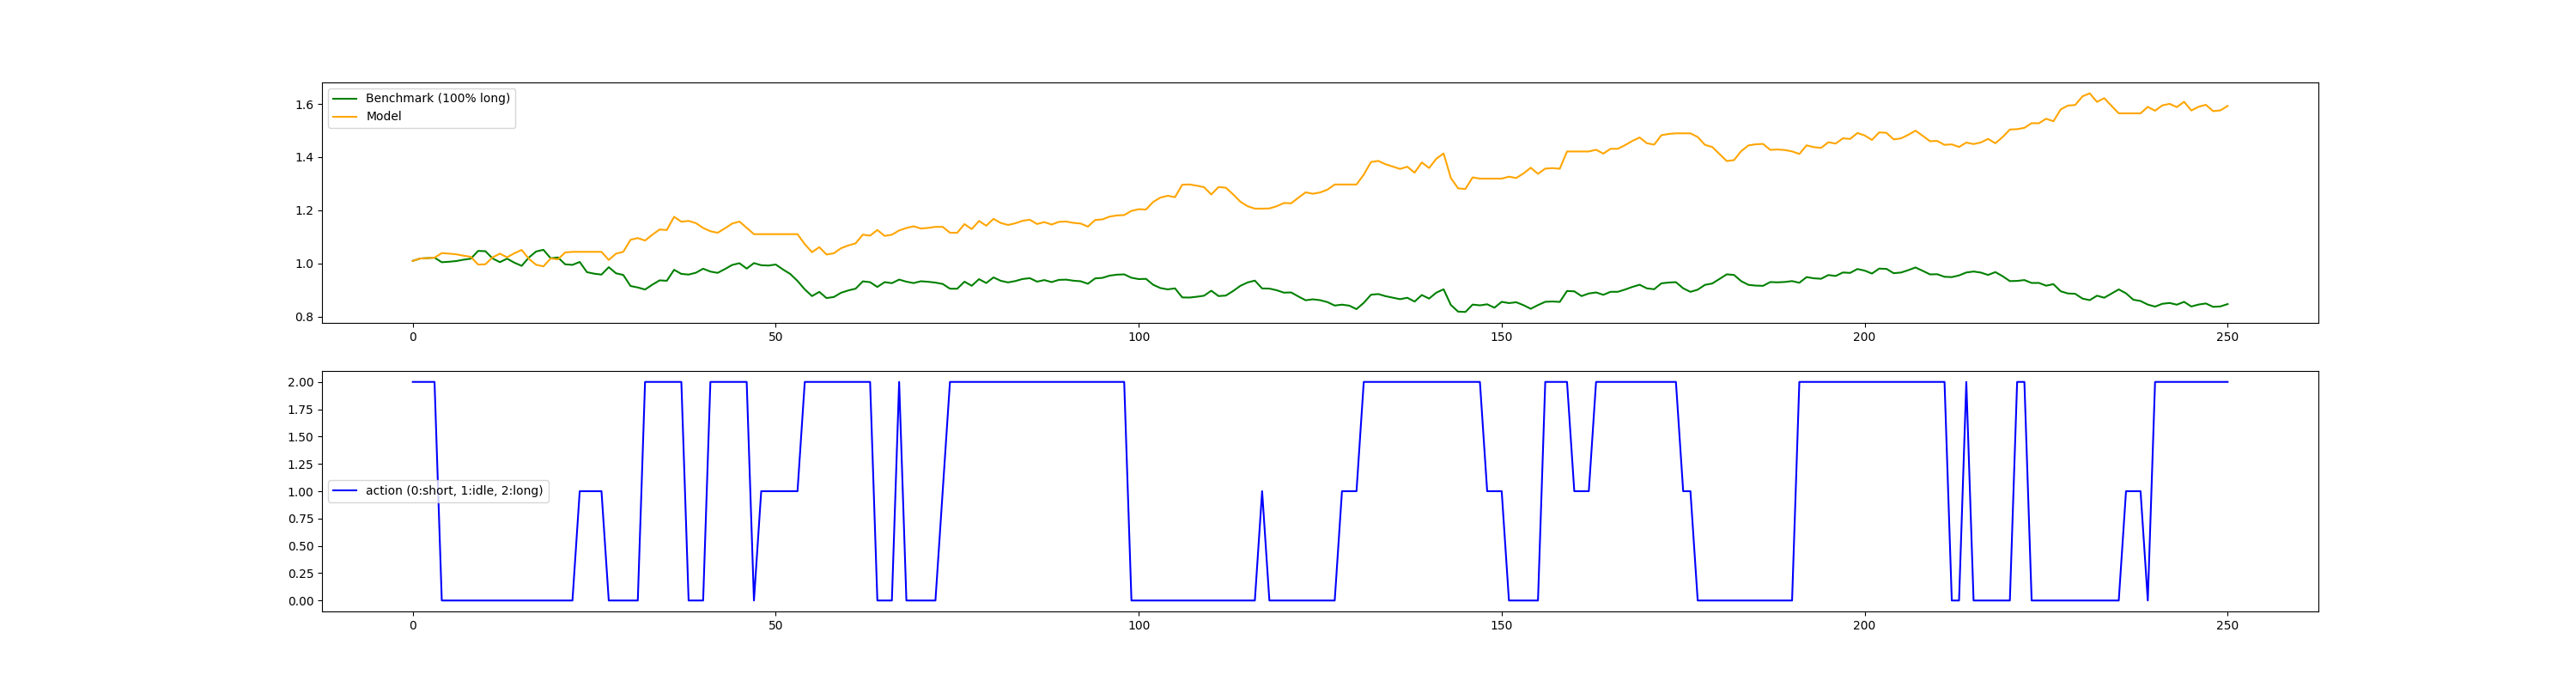 Benchmark (100% long)
Model
1.6
1.4
1.2
1.0
0.8
0 50 100 150 200 250
2.00
1.75
1.50
1.25
1.00
0.75
0.50
0.25
0.00
action (0:short, 1:idle, 2:long)
0 50 100 150 200 250